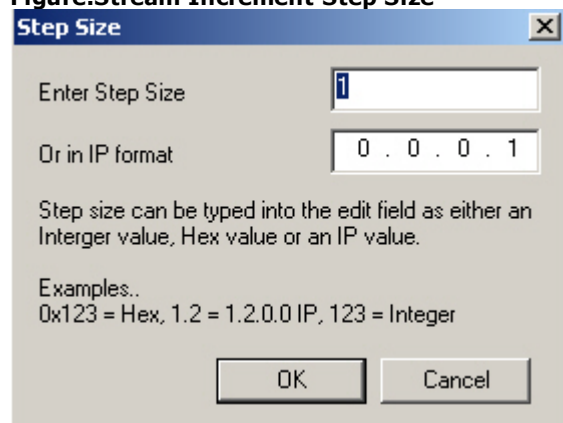 Figure:Stream Increment Step Size
Step Size
Enter Step Size 1
Or in IP format 0 . 0 . 0 . 1
Step size can be typed into the edit field as either an
Interger value, Hex value or an IP value.
Examples..
0x123 = Hex, 1.2 = 1.2.0.0 IP, 123 = Integer
OK Cancel